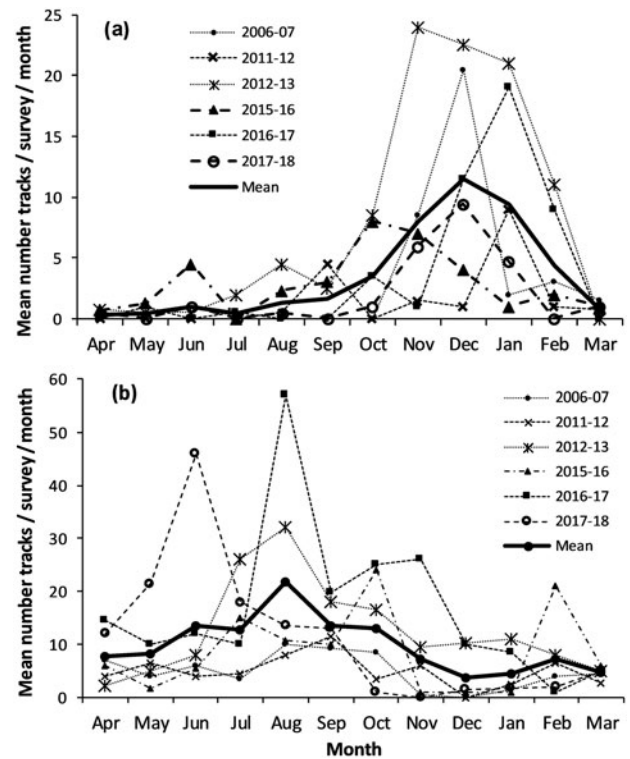 (a)
Mean number tracks / survey / month
25
20
15
10
5
0
2006-07
2011-12
2012-13
2015-16
2016-17
2017-18
Mean
Apr May Jun Jul Aug Sep Oct Nov Dec Jan Feb Mar
(b)
Mean number tracks / survey / month
60
50
40
30
20
10
0
2006-07
2011-12
2012-13
2015-16
2016-17
2017-18
Mean
Apr May Jun Jul Aug Sep Oct Nov Dec Jan Feb Mar
Month